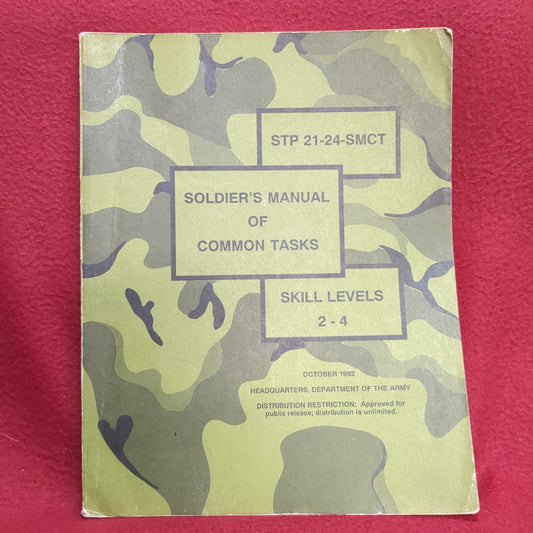 STP 21-24-SMCT
SOLDIER'S MANUAL
OF
COMMON TASKS
SKILL LEVELS
2 - 4
OCTOBER 1992
HEADQUARTERS, DEPARTMENT OF THE ARMY
DISTRIBUTION RESTRICTION: Approved for
public release; distribution is unlimited.